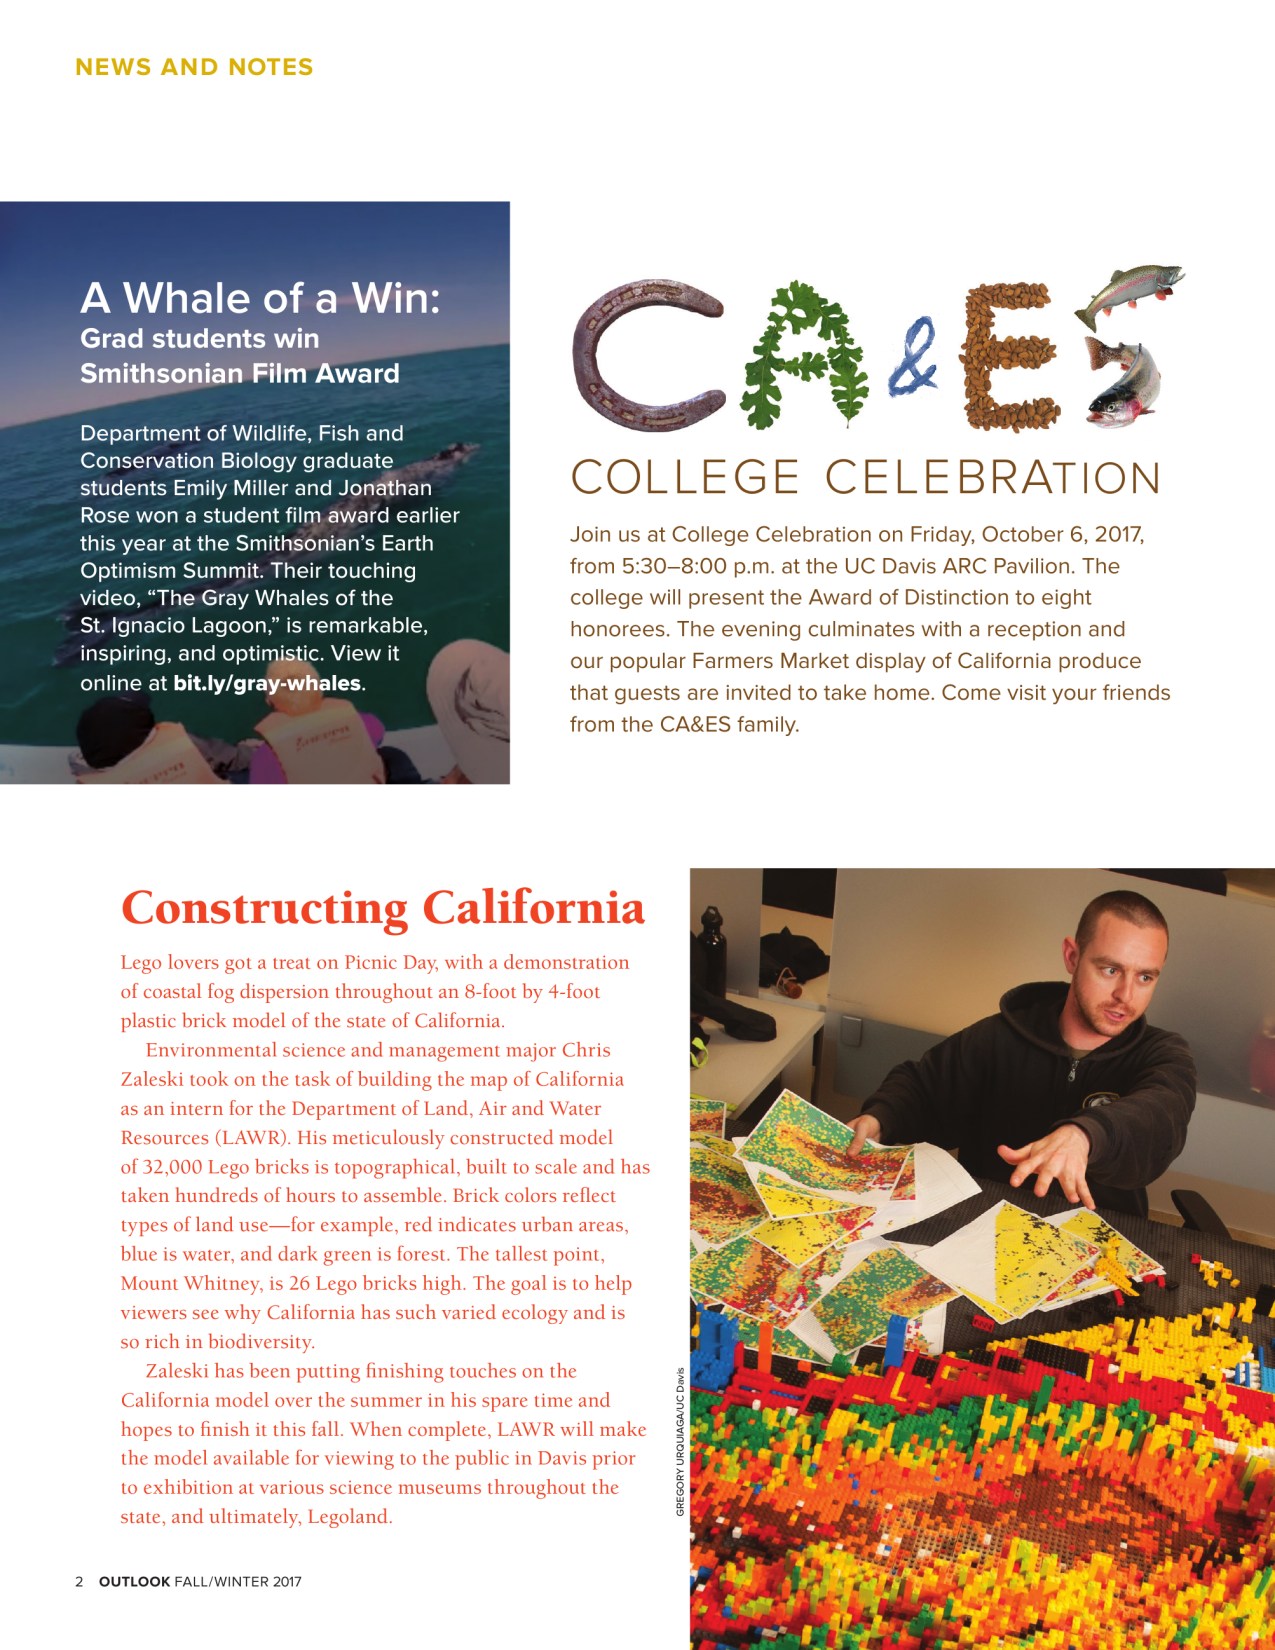 NEWS AND NOTES
A Whale of a Win:
Grad students win
Smithsonian Film Award
Department of Wildlife, Fish and
Conservation Biology graduate
students Emily Miller and Jonathan
Rose won a student film award earlier
this year at the Smithsonian’s Earth
Optimism Summit. Their touching
video, “The Gray Whales of the
St. Ignacio Lagoon,” is remarkable,
inspiring, and optimistic. View it
online at bit.ly/gray-whales.
CA&ES
COLLEGE CELEBRATION
Join us at College Celebration on Friday, October 6, 2017,
from 5:30–8:00 p.m. at the UC Davis ARC Pavilion. The
college will present the Award of Distinction to eight
honorees. The evening culminates with a reception and
our popular Farmers Market display of California produce
that guests are invited to take home. Come visit your friends
from the CA&ES family.
Constructing California
Lego lovers got a treat on Picnic Day, with a demonstration
of coastal fog dispersion throughout an 8-foot by 4-foot
plastic brick model of the state of California.
Environmental science and management major Chris
Zaleski took on the task of building the map of California
as an intern for the Department of Land, Air and Water
Resources (LAWR). His meticulously constructed model
of 32,000 Lego bricks is topographical, built to scale and has
taken hundreds of hours to assemble. Brick colors reflect
types of land use—for example, red indicates urban areas,
blue is water, and dark green is forest. The tallest point,
Mount Whitney, is 26 Lego bricks high. The goal is to help
viewers see why California has such varied ecology and is
so rich in biodiversity.
Zaleski has been putting finishing touches on the
California model over the summer in his spare time and
hopes to finish it this fall. When complete, LAWR will make
the model available for viewing to the public in Davis prior
to exhibition at various science museums throughout the
state, and ultimately, Legoland.
GREGORY URQUIAGA/UC Davis
2 OUTLOOK FALL/WINTER 2017